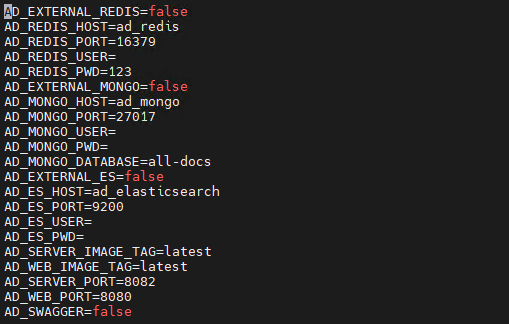 AD_EXTERNAL_REDIS=false
AD_REDIS_HOST=ad_redis
AD_REDIS_PORT=16379
AD_REDIS_USER=
AD_REDIS_PWD=123
AD_EXTERNAL_MONGO=false
AD_MONGO_HOST=ad_mongo
AD_MONGO_PORT=27017
AD_MONGO_USER=
AD_MONGO_PWD=
AD_MONGO_DATABASE=all-docs
AD_EXTERNAL_ES=false
AD_ES_HOST=ad_elasticsearch
AD_ES_PORT=9200
AD_ES_USER=
AD_ES_PWD=
AD_SERVER_IMAGE_TAG=latest
AD_WEB_IMAGE_TAG=latest
AD_SERVER_PORT=8082
AD_WEB_PORT=8080
AD_SWAGGER=false